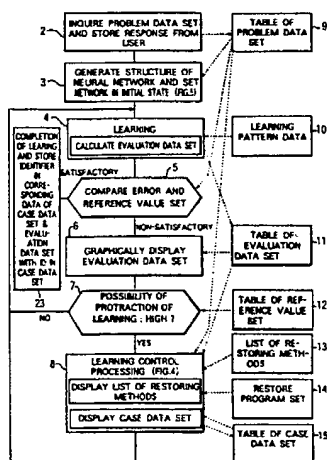 2
INQUIRE PROBLEM DATA SET
AND STORE RESPONSE FROM
USER
TABLE OF
PROBLEM DATA
SET
9
3
GENERATE STRUCTURE OF
NEURAL NETWORK AND SET
NETWORK IN INITIAL STATE (FIG.5)
4
LEARNING
CALCULATE EVALUATION DATA SET
LEARNING
PATTERN DATA
10
COMPLETION
OF LEARING
AND STORE
IDENTIFIER
IN CORRE-
SPONDING
DATA OF
CASE DATA
SET &
EVALUA-
TION
DATA SET
WITH ID IN
CASE DATA
SET
23
SATISFACTORY
5
COMPARE ERROR AND
REFERENCE VALUE SET
NON-SATISFACTORY
6
GRAPHICALLY DISPLAY
EVALUATION DATA SET
TABLE OF
EVALUATION
DATA SET
11
7
POSSIBILITY OF
PROTRACTION OF
LEARNING : HIGH ?
NO
YES
TABLE OF REF
ERENCE VALUE
SET
12
8
LEARNING CONTROL
PROCESSING (FIG.4)
DISPLAY LIST OF RESTORING
METHODS
DISPLAY CASE DATA SET
LIST OF RE-
STORING METH-
ODS
13
RESTORE
PROGRAM SET
14
TABLE OF CASE
DATA SET
15